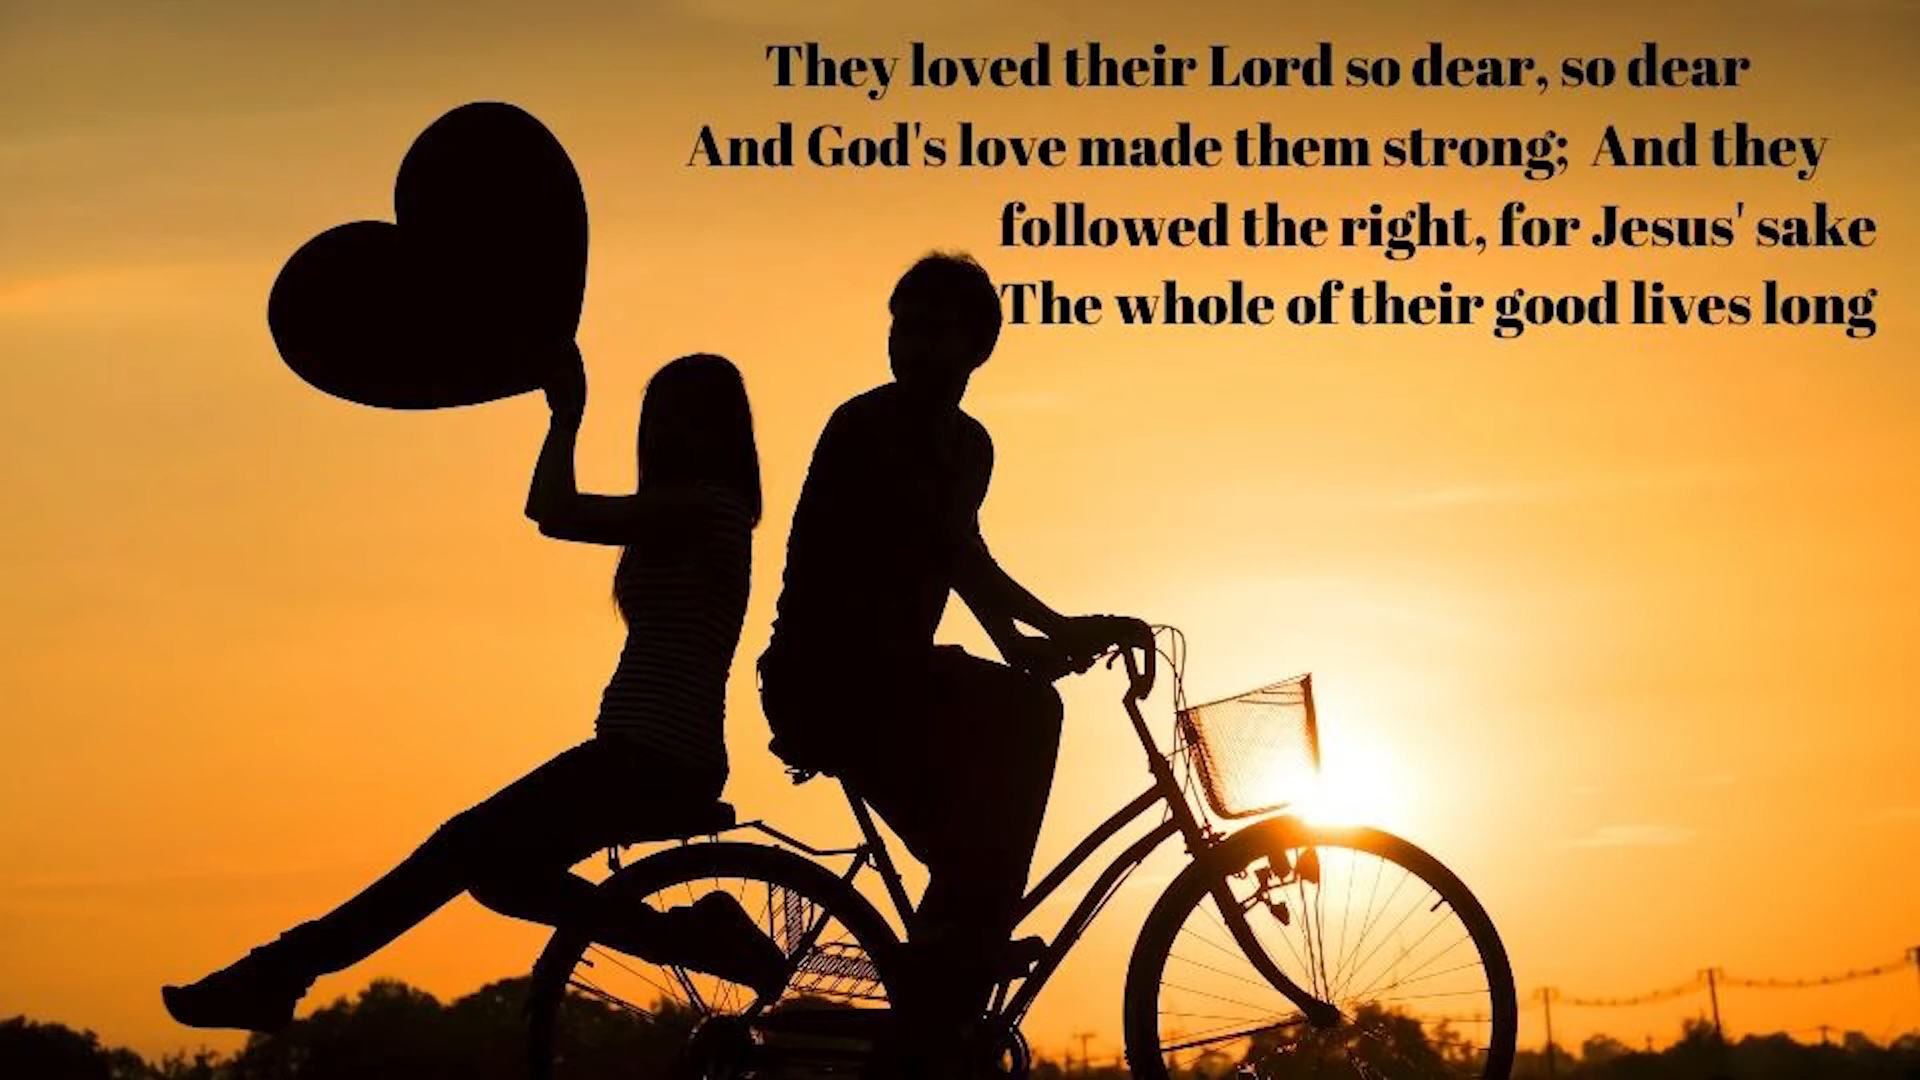 They loved their Lord so dear, so dear
And God's love made them strong; And they
followed the right, for Jesus' sake
The whole of their good lives long